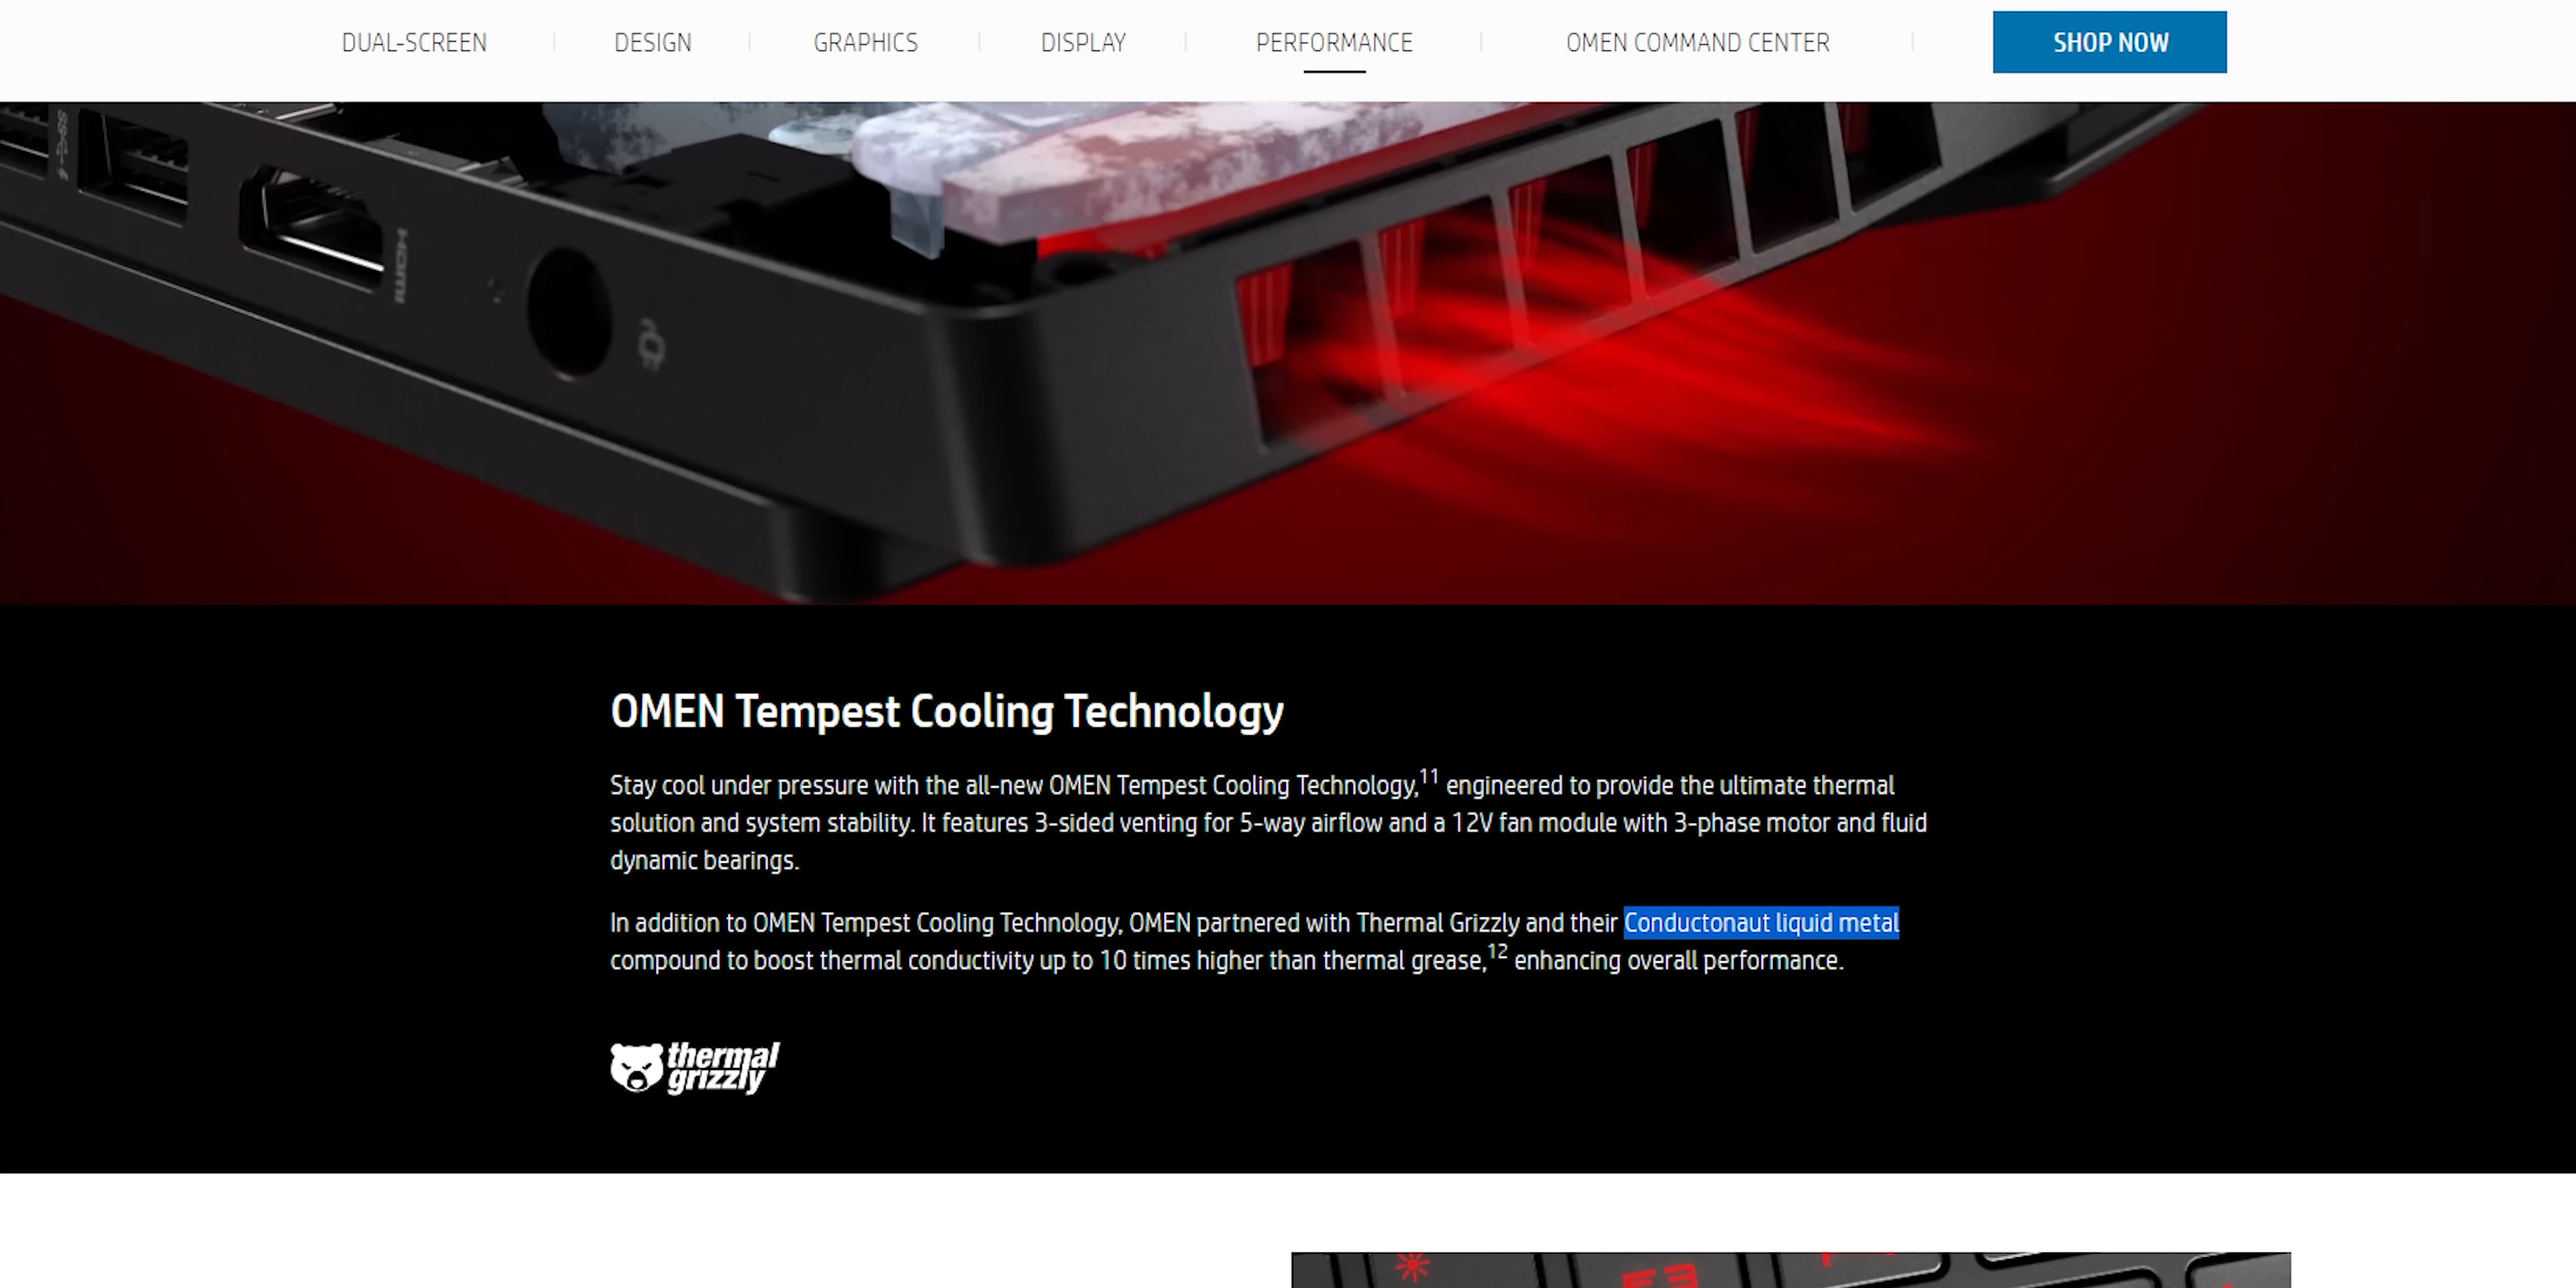 DUAL-SCREEN
DESIGN
GRAPHICS
DISPLAY
PERFORMANCE
OMEN COMMAND CENTER
SHOP NOW
HDMI
OMEN Tempest Cooling Technology
Stay cool under pressure with the all-new OMEN Tempest Cooling Technology,11 engineered to provide the ultimate thermal
solution and system stability. It features 3-sided venting for 5-way airflow and a 12V fan module with 3-phase motor and fluid
dynamic bearings.
In addition to OMEN Tempest Cooling Technology, OMEN partnered with Thermal Grizzly and their Conductonaut liquid metal
compound to boost thermal conductivity up to 10 times higher than thermal grease,12 enhancing overall performance.
thermal
grizzly
F3